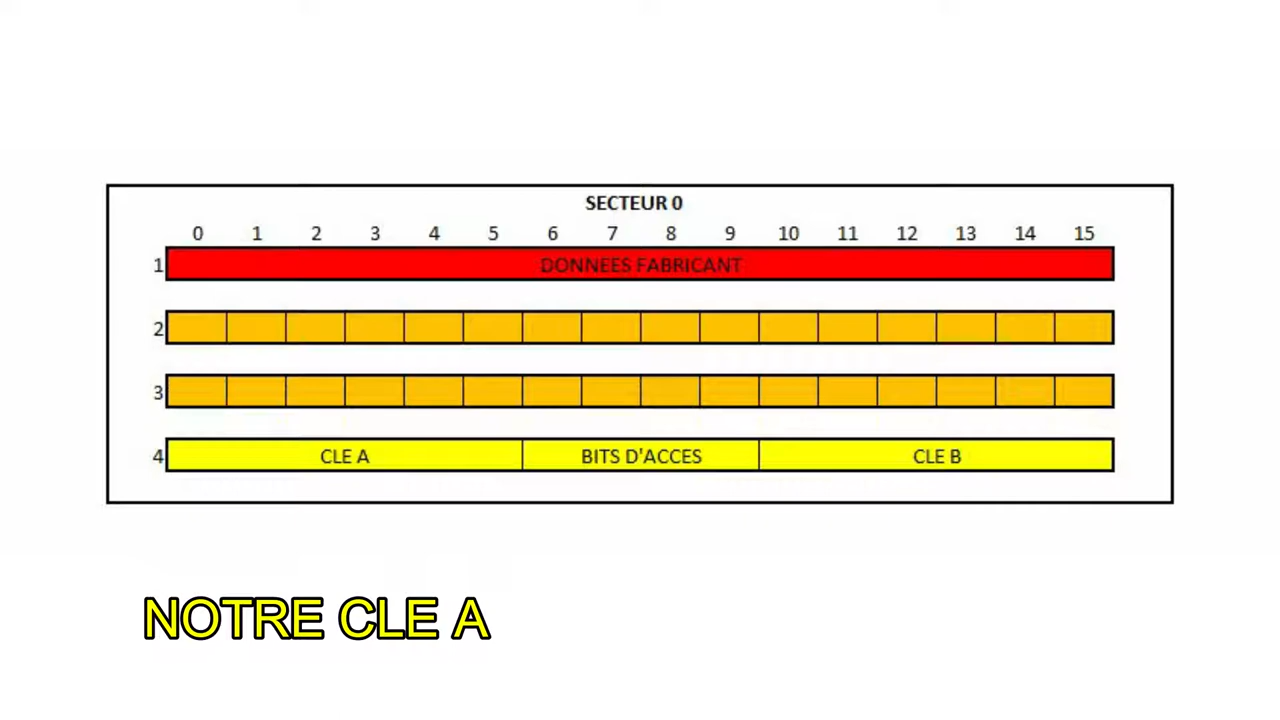 SECTEUR 0
0 1 2 3 4 5 6 7 8 9 10 11 12 13 14 15
1 DONNEES FABRICANT
2
3
4 CLE A BITS D'ACCES CLE B
NOTRE CLE A